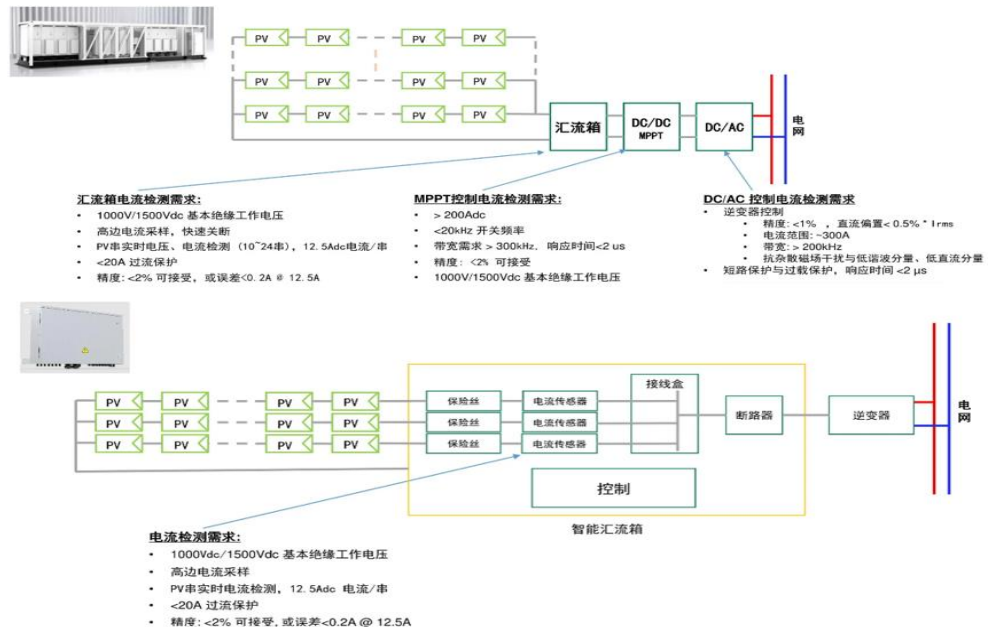 PV PV PV PV
PV PV PV PV
PV PV PV PV
汇流箱
DC/DC
MPPT
DC/AC
电网
汇流箱电流检测需求:
• 1000V/1500Vdc 基本绝缘工作电压
• 高边电流采样, 快速关断
• PV串实时电压、电流检测 (10~24串), 12.5Adc电流/串
• <20A 过流保护
• 精度: <2% 可接受, 或误差<0.2A @ 12.5A
MPPT控制电流检测需求:
• > 200Adc
• <20kHz 开关频率
• 带宽需求 > 300kHz. 响应时间<2 us
• 精度: <2% 可接受
• 1000V/1500Vdc 基本绝缘工作电压
DC/AC 控制电流检测需求
• 逆变器控制
• 精度: <1% , 直流偏置< 0.5% * Irms
• 电流范围: ~300A
• 带宽: > 200kHz
• 抗杂散磁场干扰与低谐波分量、低直流分量
• 短路保护与过载保护, 响应时间 <2 μs
PV PV PV PV
PV PV PV PV
PV PV PV PV
保险丝 电流传感器
保险丝 电流传感器
保险丝 电流传感器
接线盒
断路器
逆变器
电网
控制
智能汇流箱
电流检测需求:
• 1000Vdc/1500Vdc 基本绝缘工作电压
• 高边电流采样
• PV串实时电流检测, 12.5Adc 电流/串
• <20A 过流保护
• 精度: <2% 可接受, 或误差<0.2A @ 12.5A